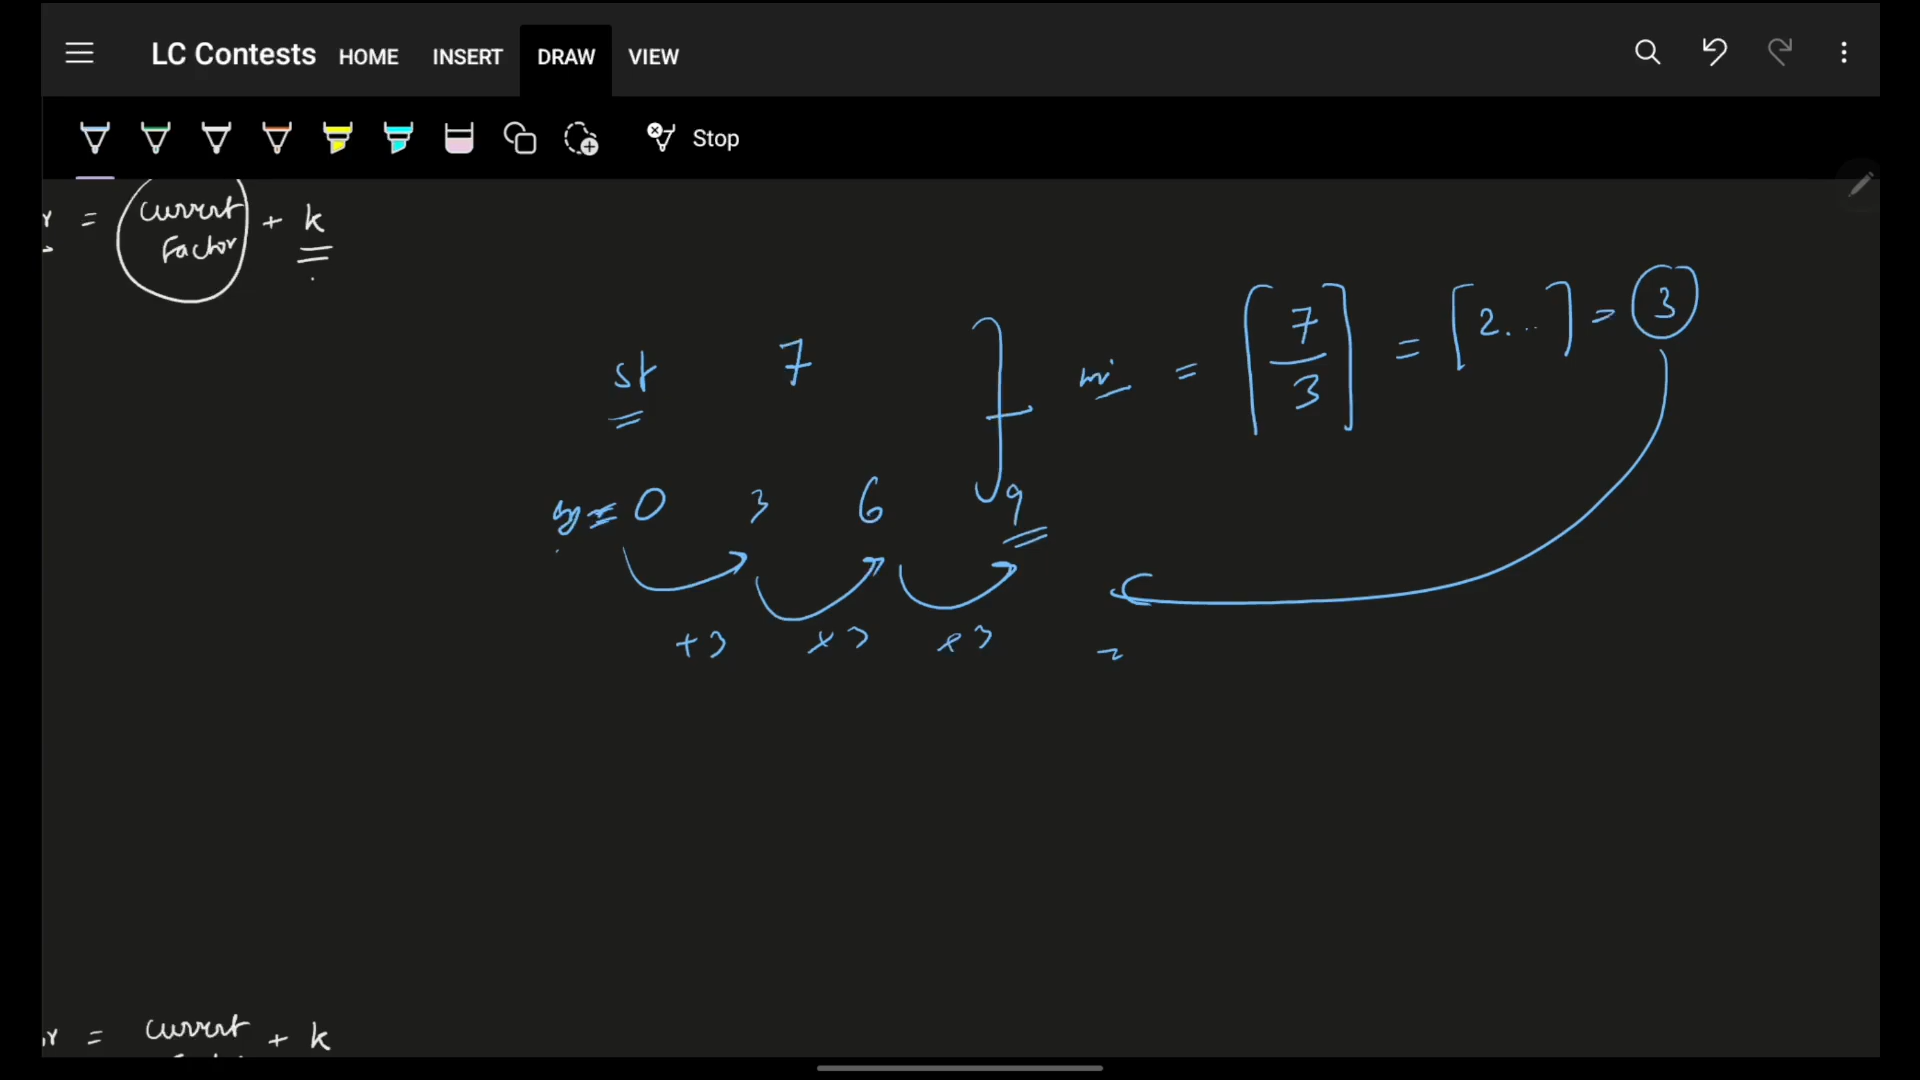 LC Contests HOME INSERT DRAW VIEW
Stop
r = current Factor + k
st 7
= ⌈7/3⌉ = ⌈2...⌉ = 3
= 0 3 6 9
+3 +3 +3
r = current + k